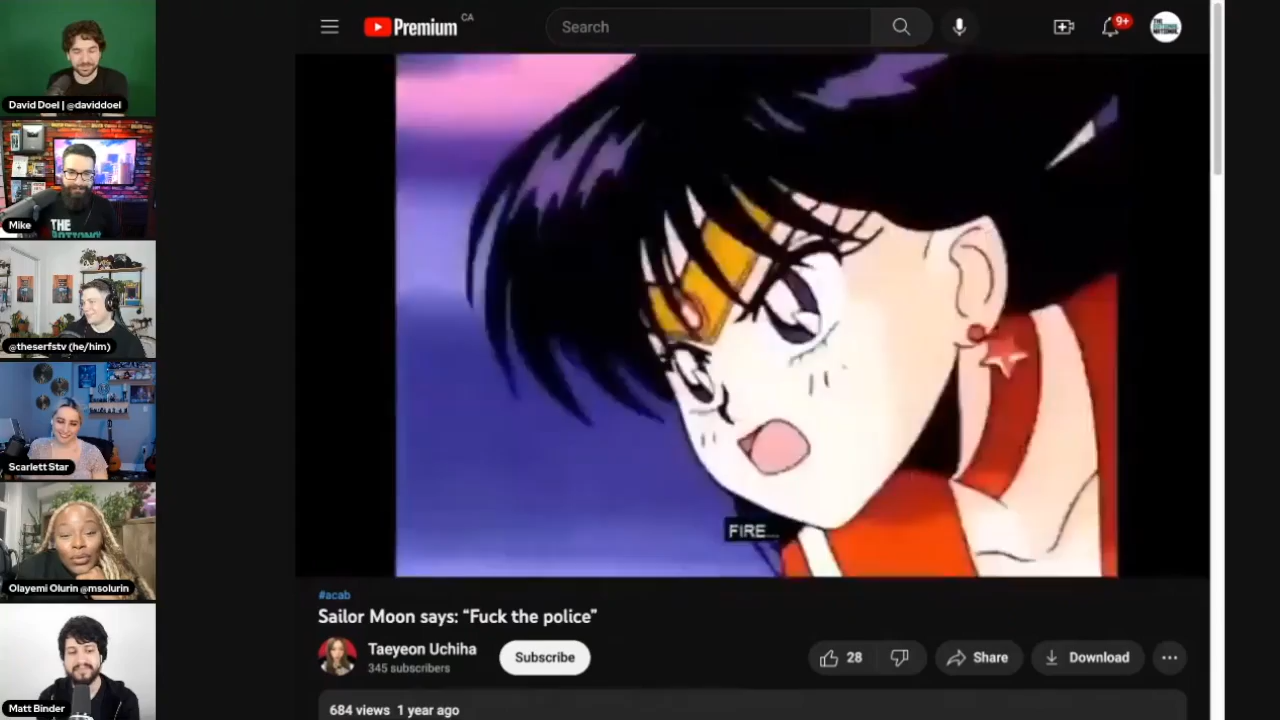 David Doel | @daviddoel
Mike
THE
@theserfstv (he/him)
Scarlett Star
Olayemi Olurin @msolurin
Matt Binder
Premium
CA
Search
9+
THE
NATIONAL
FIRE...
#acab
Sailor Moon says: “Fuck the police”
Taeyeon Uchiha
345 subscribers
Subscribe
28
Share
Download
684 views 1 year ago